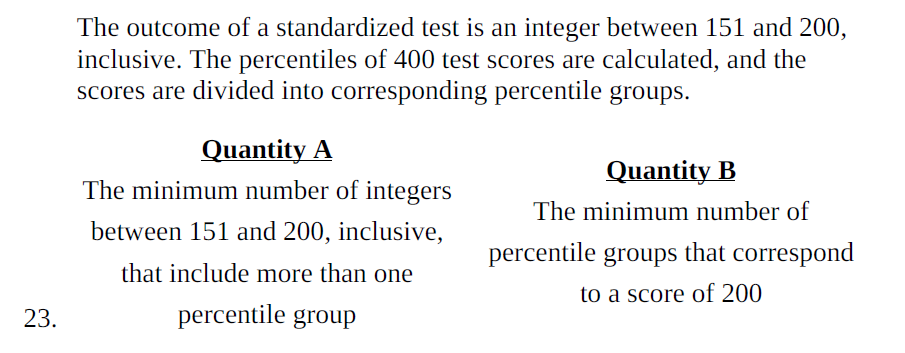 The outcome of a standardized test is an integer between 151 and 200,
inclusive. The percentiles of 400 test scores are calculated, and the
scores are divided into corresponding percentile groups.
Quantity A
The minimum number of integers
between 151 and 200, inclusive,
that include more than one
percentile group
Quantity B
The minimum number of
percentile groups that correspond
to a score of 200
23.